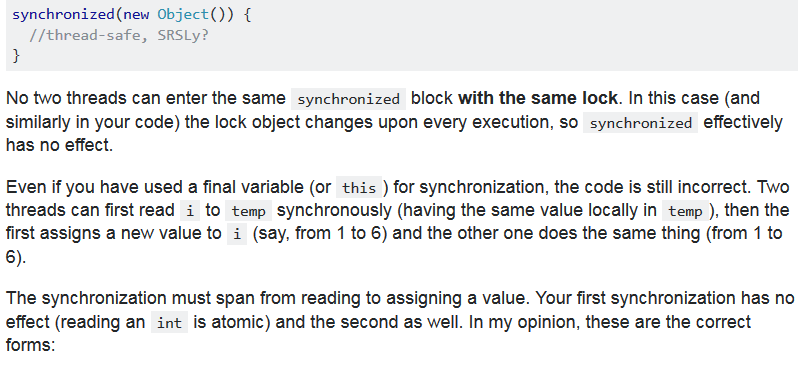 synchronized(new Object()) {
  //thread-safe, SRSLy?
}
No two threads can enter the same synchronized block with the same lock. In this case (and
similarly in your code) the lock object changes upon every execution, so synchronized effectively
has no effect.
Even if you have used a final variable (or this ) for synchronization, the code is still incorrect. Two
threads can first read i to temp synchronously (having the same value locally in temp ), then the
first assigns a new value to i (say, from 1 to 6) and the other one does the same thing (from 1 to
6).
The synchronization must span from reading to assigning a value. Your first synchronization has no
effect (reading an int is atomic) and the second as well. In my opinion, these are the correct
forms: